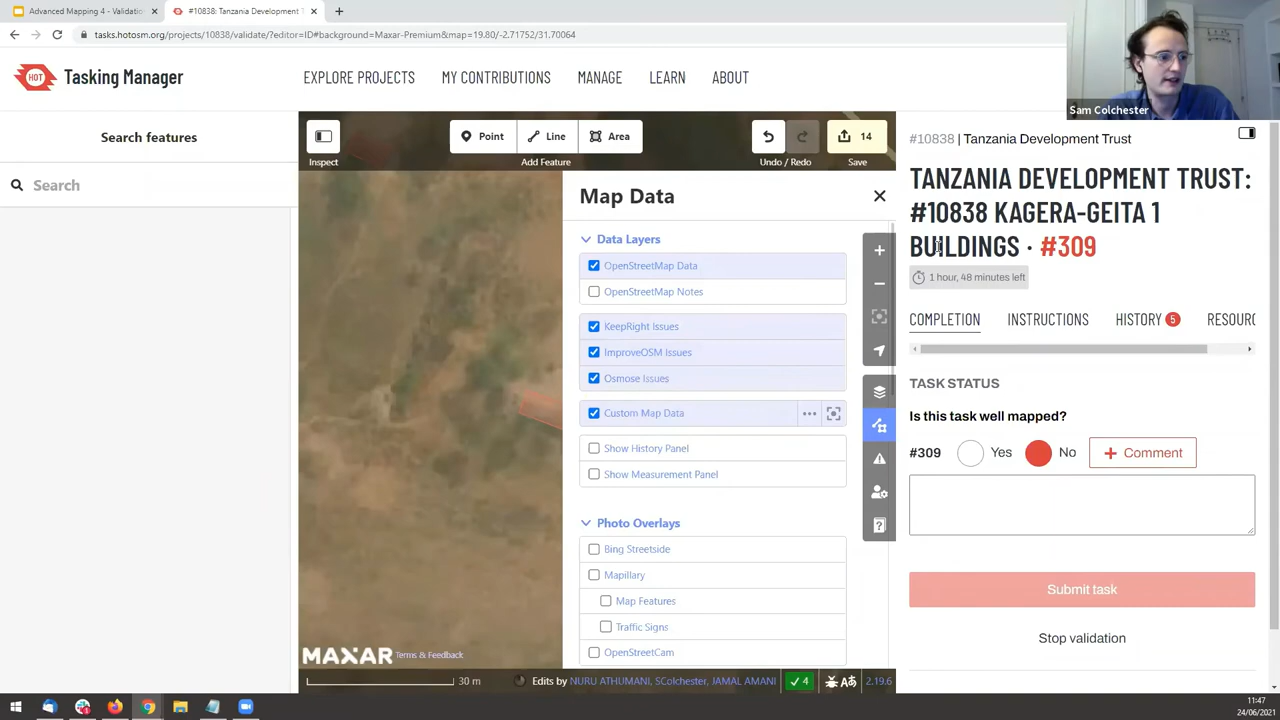 Advanced Mapping 4 - Validatio
#10838: Tanzania Development T
tasks.hotosm.org/projects/10838/validate/?editor=ID#background=Maxar-Premium&map=19.80/-2.71752/31.70064
Sam Colchester
HOT Tasking Manager
EXPLORE PROJECTS MY CONTRIBUTIONS MANAGE LEARN ABOUT
Search features
Search
Inspect
Point Line Area
Add Feature
Undo / Redo
14
Save
Map Data
Data Layers
OpenStreetMap Data
OpenStreetMap Notes
KeepRight Issues
ImproveOSM Issues
Osmose Issues
Custom Map Data
Show History Panel
Show Measurement Panel
Photo Overlays
Bing Streetside
Mapillary
Map Features
Traffic Signs
OpenStreetCam
MAXAR Terms & Feedback
30 m
Edits by NURU ATHUMANI, SColchester, JAMAL AMANI
4
2.19.6
#10838 | Tanzania Development Trust
TANZANIA DEVELOPMENT TRUST:
#10838 KAGERA-GEITA 1
BUILDINGS · #309
1 hour, 48 minutes left
COMPLETION INSTRUCTIONS HISTORY 5 RESOURC
TASK STATUS
Is this task well mapped?
#309 Yes No + Comment
Submit task
Stop validation
11:47
24/06/2021